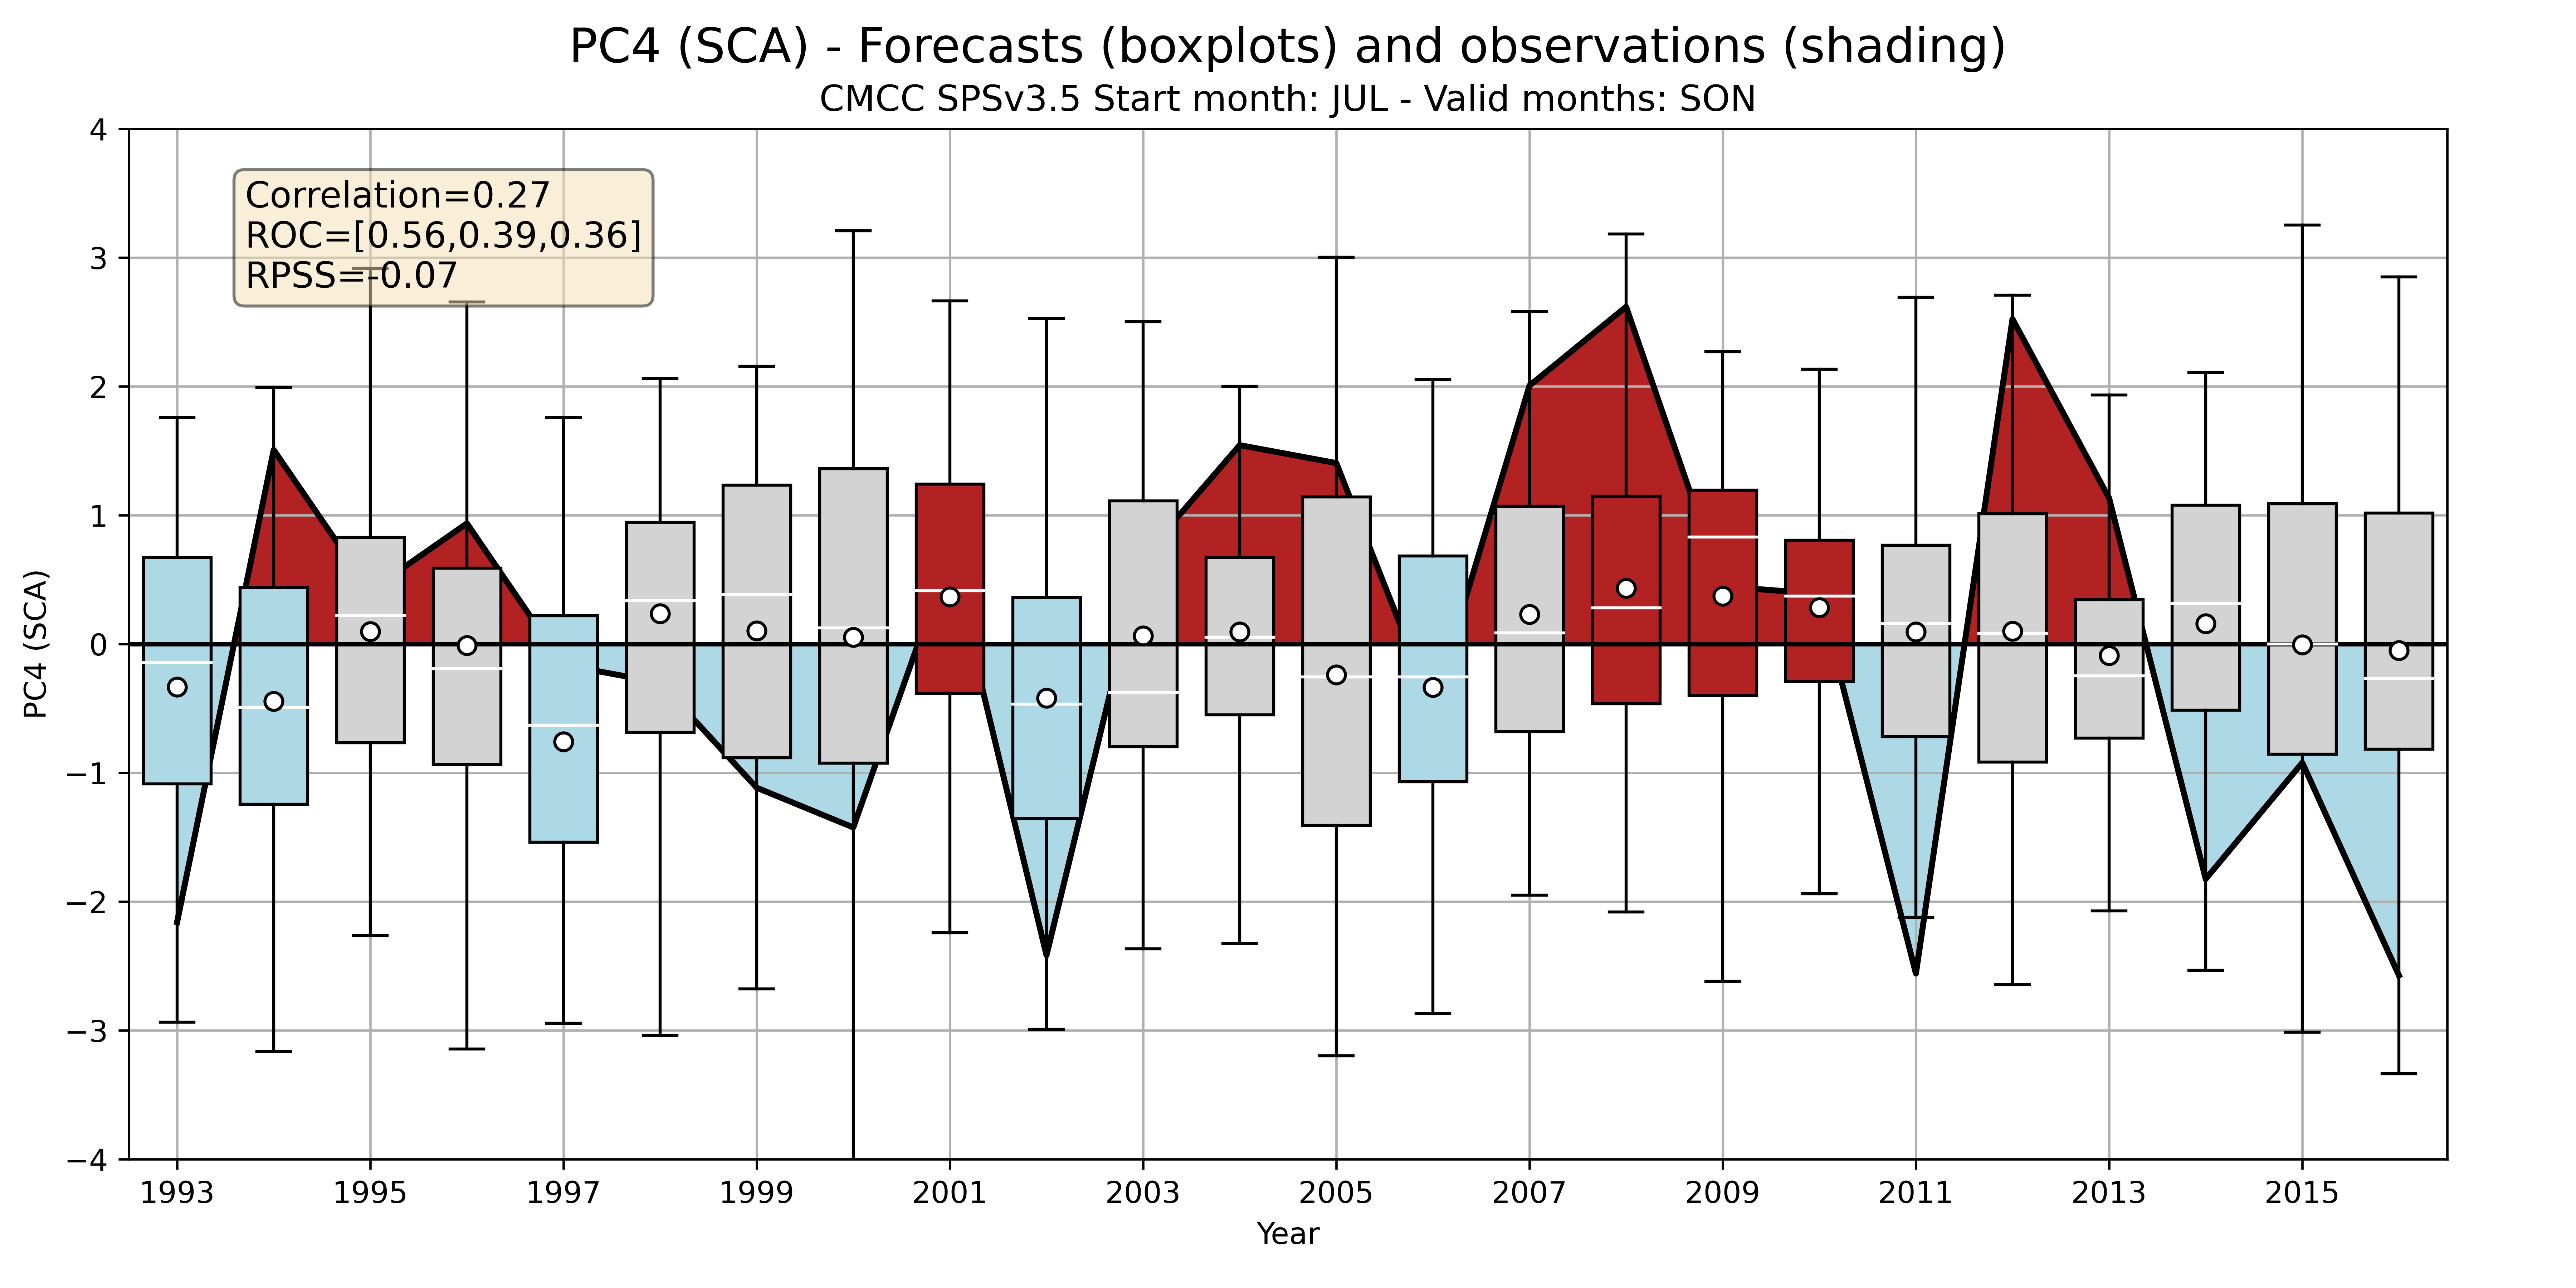 PC4 (SCA) - Forecasts (boxplots) and observations (shading)
CMCC SPSv3.5 Start month: JUL - Valid months: SON
Correlation=0.27
ROC=[0.56,0.39,0.36]
RPSS=-0.07
PC4 (SCA)
4
3
2
1
0
−1
−2
−3
−4
1993 1995 1997 1999 2001 2003 2005 2007 2009 2011 2013 2015
Year